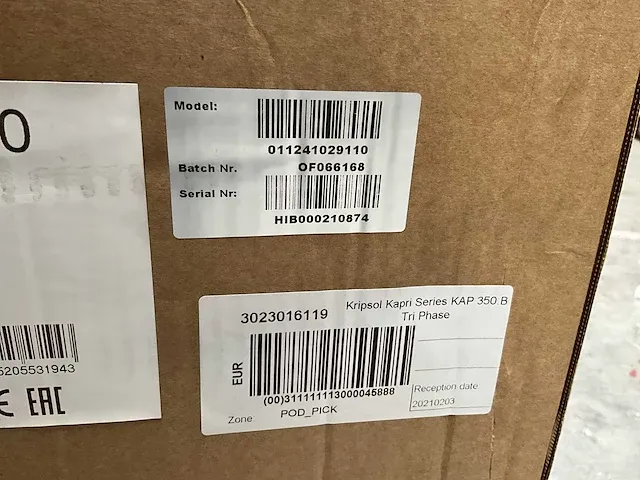 0
5205531943
CE EAC
Model:
011241029110
Batch Nr. OF066168
Serial Nr:
HIB000210874
3023016119 Kripsol Kapri Series KAP 350.B
Tri Phase
EUR
(00)311111113000045888
Reception date
20210203
Zone POD_PICK